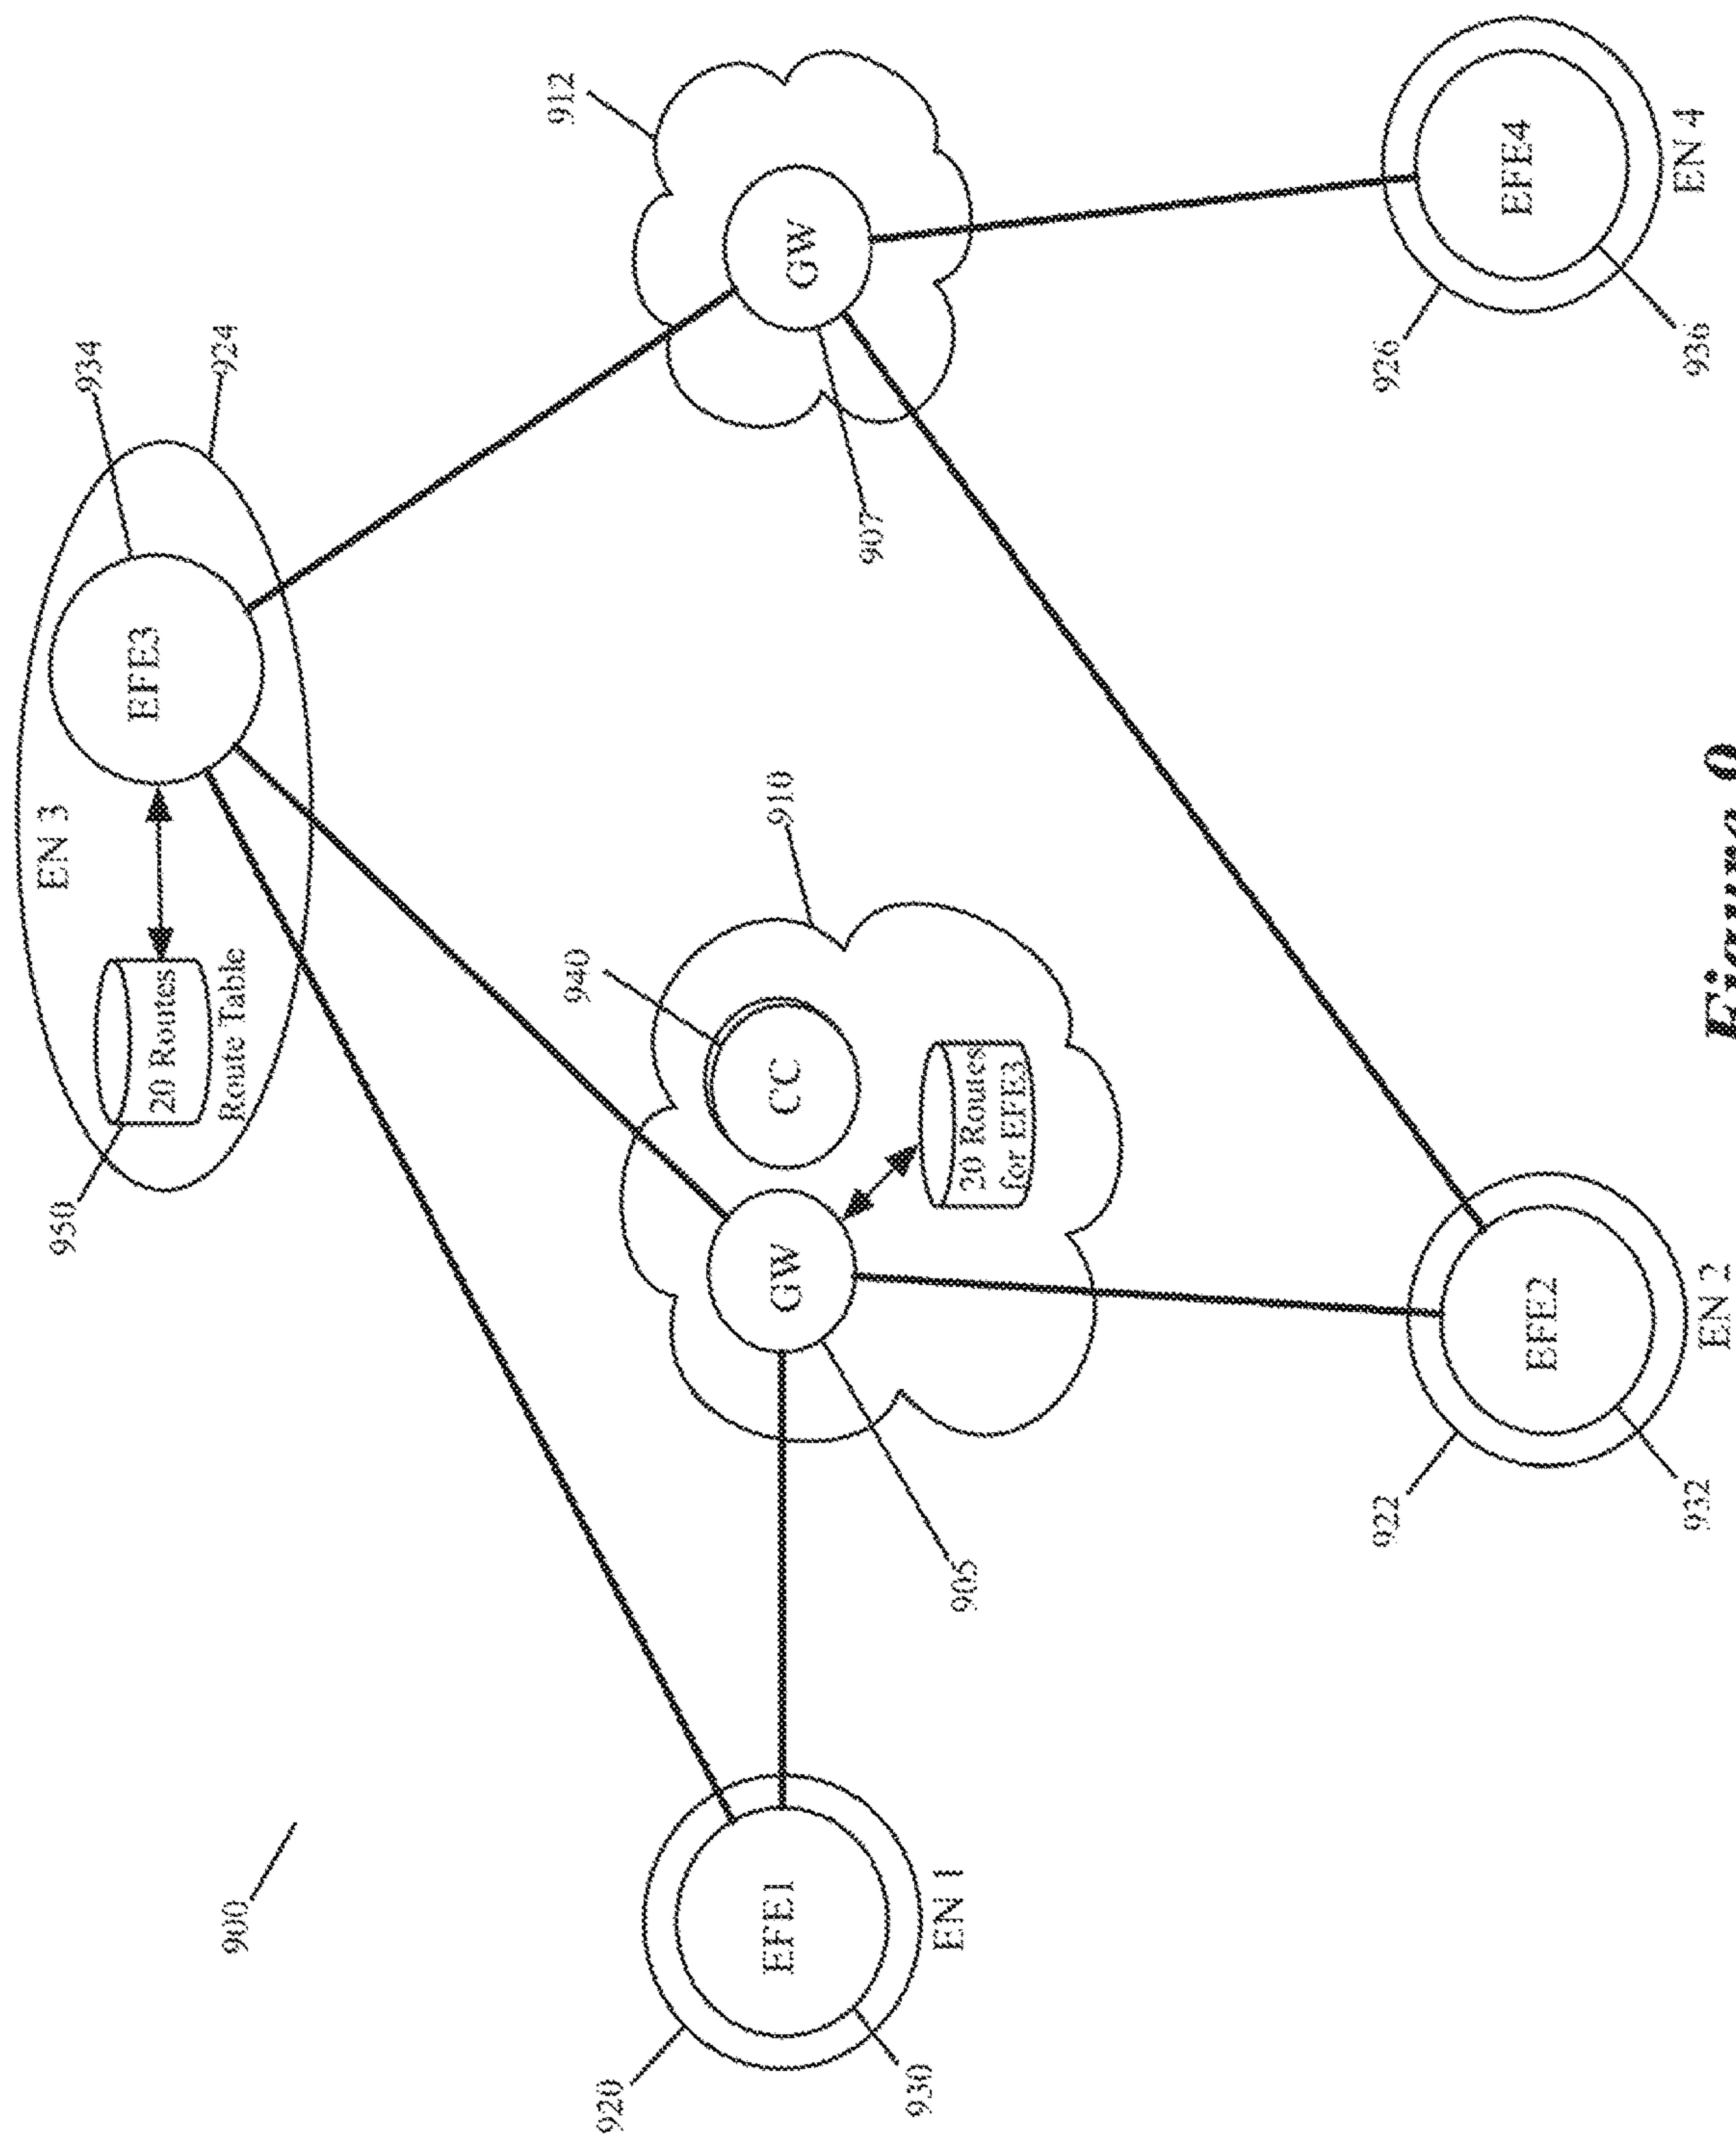 950
EN 3
934
20 Routes
EFE3
Route Table
900
924
912
940
920
910
EFE1
GW
CC
GW
907
930
EN 1
905
20 Routes
for EFE3
922
926
EFE2
EFE4
932
936
EN 2
EN 4
Figure 9